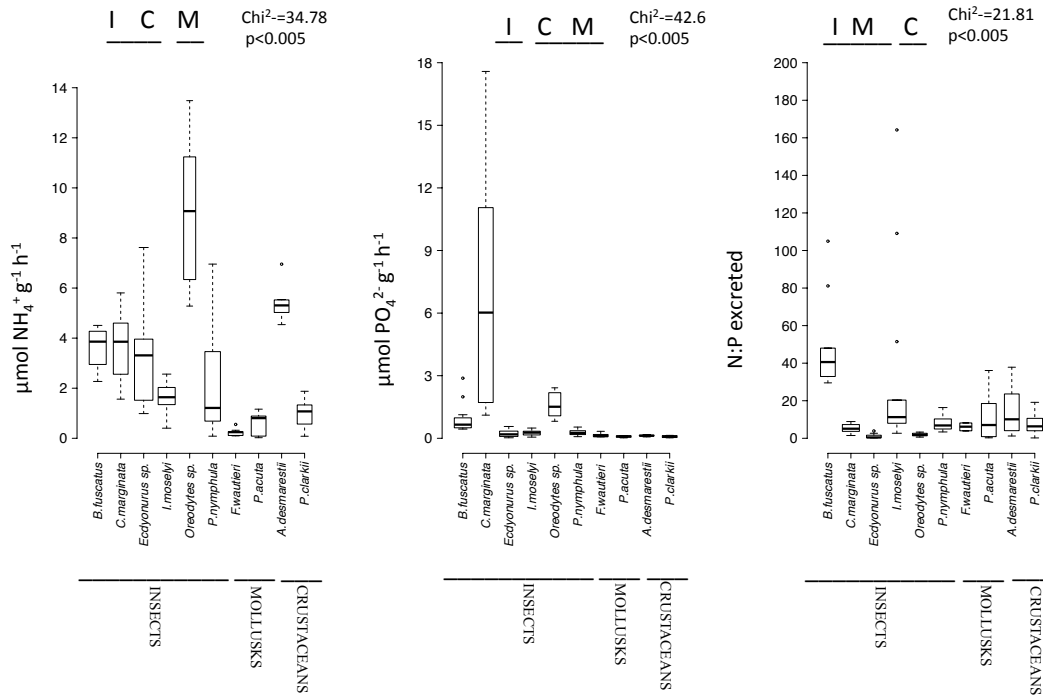 I C M
Chi²-=34.78
p<0.005
µmol NH₄⁺ g⁻¹ h⁻¹
14
12
10
8
6
4
2
0
B.fuscatus
C.marginata
Ecdyonurus sp.
I.moselyi
Oreodytes sp.
P.nymphula
F.wautieri
P.acuta
A.desmarestii
P.clarkii
INSECTS
MOLLUSKS
CRUSTACEANS
I C M
Chi²-=42.6
p<0.005
µmol PO₄²⁻ g⁻¹ h⁻¹
18
15
12
9
6
3
0
B.fuscatus
C.marginata
Ecdyonurus sp.
I.moselyi
Oreodytes sp.
P.nymphula
F.wautieri
P.acuta
A.desmarestii
P.clarkii
INSECTS
MOLLUSKS
CRUSTACEANS
I M C
Chi²-=21.81
p<0.005
N:P excreted
200
180
160
140
120
100
80
60
40
20
0
B.fuscatus
C.marginata
Ecdyonurus sp.
I.moselyi
Oreodytes sp.
P.nymphula
F.wautieri
P.acuta
A.desmarestii
P.clarkii
INSECTS
MOLLUSKS
CRUSTACEANS